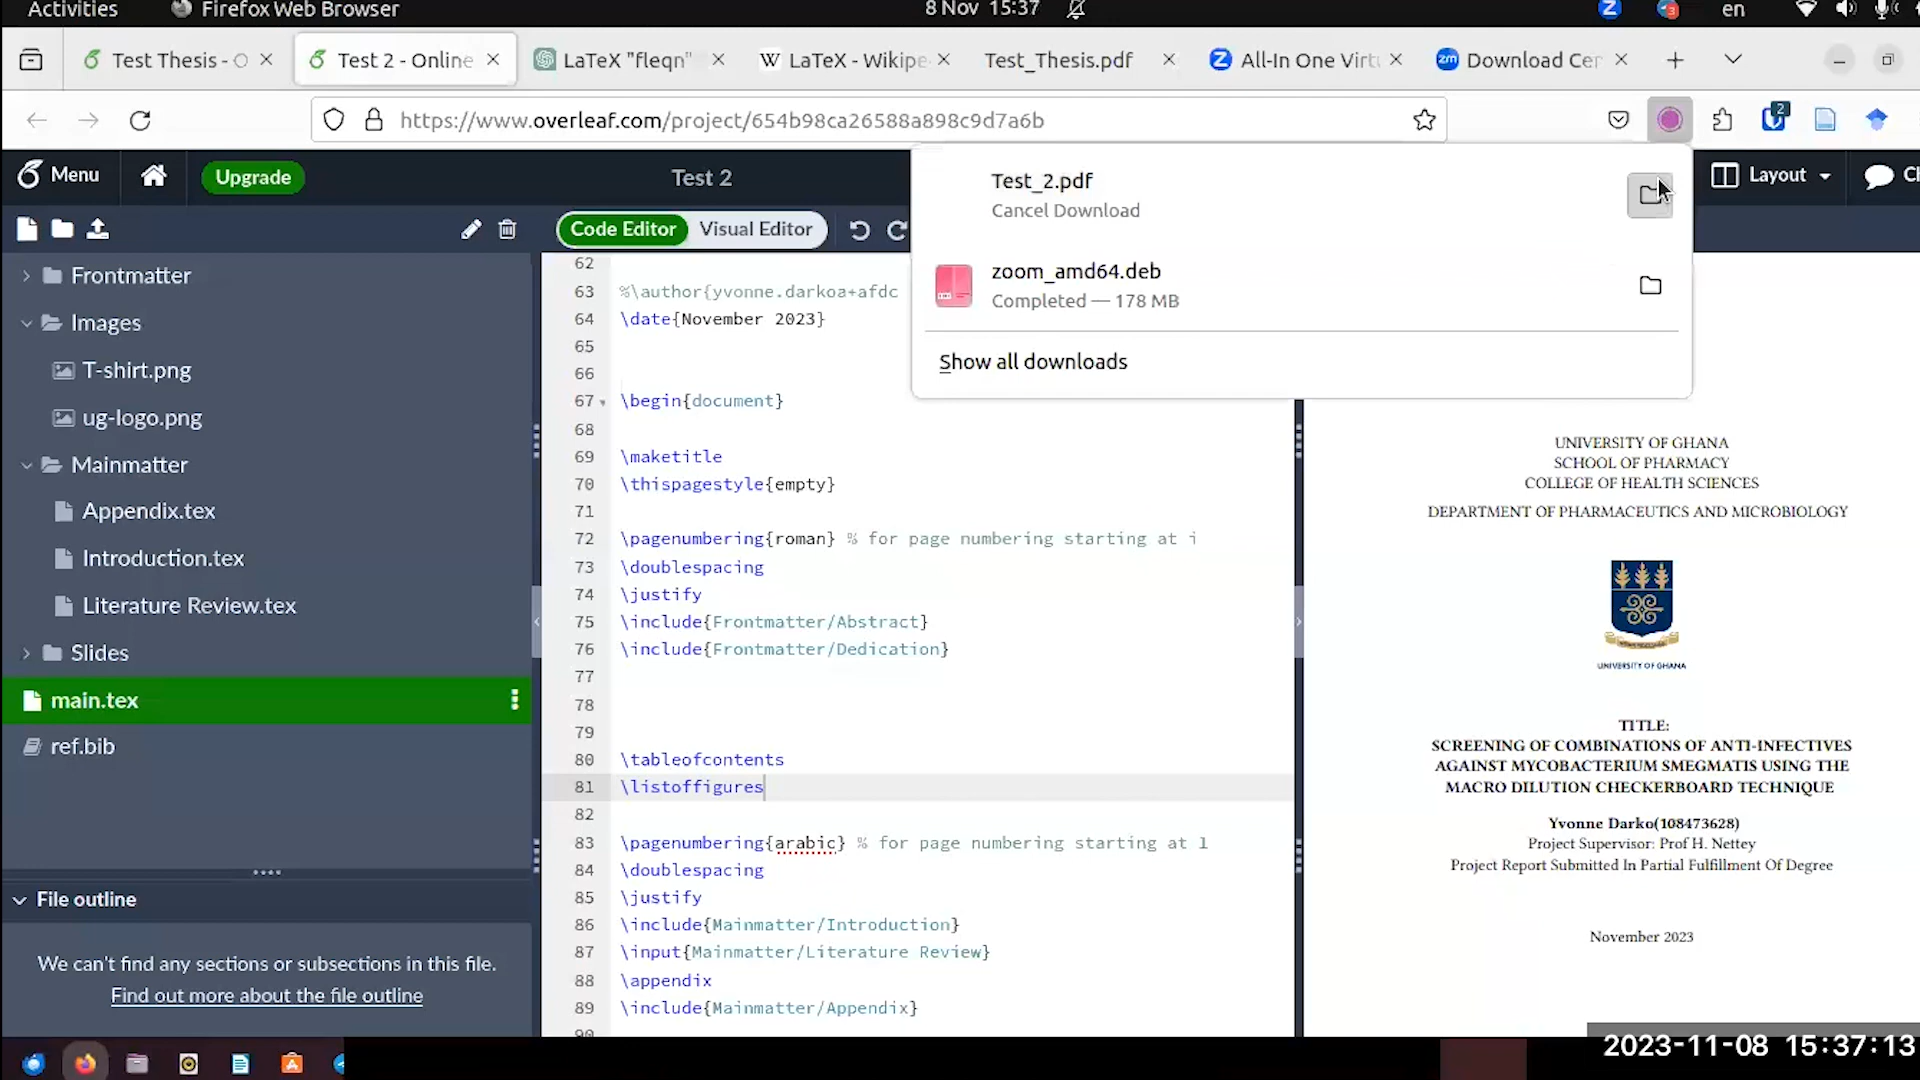 Activities
Firefox Web Browser
8 Nov 15:37
en
Test Thesis - O
Test 2 - Online
LaTeX "fleqn"
LaTeX - Wikipe
Test_Thesis.pdf
All-In One Virtu
Download Cer
https://www.overleaf.com/project/654b98ca26588a898c9d7a6b
2
Menu
Upgrade
Test 2
Layout
Ch
Test_2.pdf
Cancel Download
zoom_amd64.deb
Completed — 178 MB
Show all downloads
Code Editor
Visual Editor
Frontmatter
Images
T-shirt.png
ug-logo.png
Mainmatter
Appendix.tex
Introduction.tex
Literature Review.tex
Slides
main.tex
ref.bib
File outline
We can't find any sections or subsections in this file.
Find out more about the file outline
62
63 %\author{yvonne.darkoa+afdc
64 \date{November 2023}
65
66
67 \begin{document}
68
69 \maketitle
70 \thispagestyle{empty}
71
72 \pagenumbering{roman} % for page numbering starting at i
73 \doublespacing
74 \justify
75 \include{Frontmatter/Abstract}
76 \include{Frontmatter/Dedication}
77
78
79
80 \tableofcontents
81 \listoffigures
82
83 \pagenumbering{arabic} % for page numbering starting at 1
84 \doublespacing
85 \justify
86 \include{Mainmatter/Introduction}
87 \input{Mainmatter/Literature Review}
88 \appendix
89 \include{Mainmatter/Appendix}
90
UNIVERSITY OF GHANA
SCHOOL OF PHARMACY
COLLEGE OF HEALTH SCIENCES
DEPARTMENT OF PHARMACEUTICS AND MICROBIOLOGY
UNIVERSITY OF GHANA
TITLE:
SCREENING OF COMBINATIONS OF ANTI-INFECTIVES
AGAINST MYCOBACTERIUM SMEGMATIS USING THE
MACRO DILUTION CHECKERBOARD TECHNIQUE
Yvonne Darko(108473628)
Project Supervisor: Prof H. Nettey
Project Report Submitted In Partial Fulfillment Of Degree
November 2023
2023-11-08 15:37:13